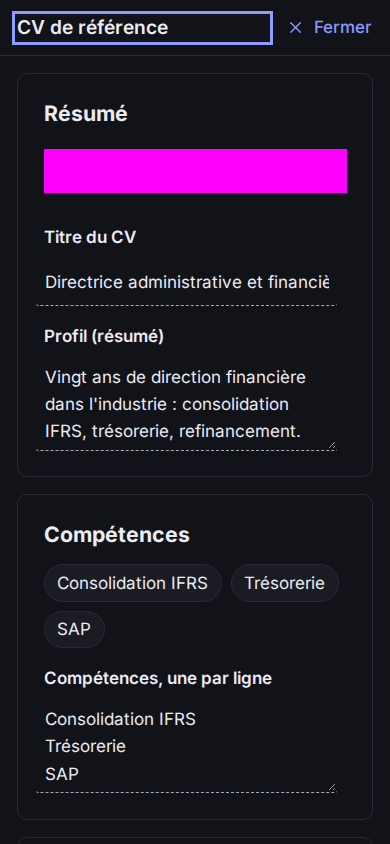 CV de référence
Fermer
Résumé
Titre du CV
Directrice administrative et financiè
Profil (résumé)
Vingt ans de direction financière
dans l'industrie : consolidation
IFRS, trésorerie, refinancement.
Compétences
Consolidation IFRS
Trésorerie
SAP
Compétences, une par ligne
Consolidation IFRS
Trésorerie
SAP